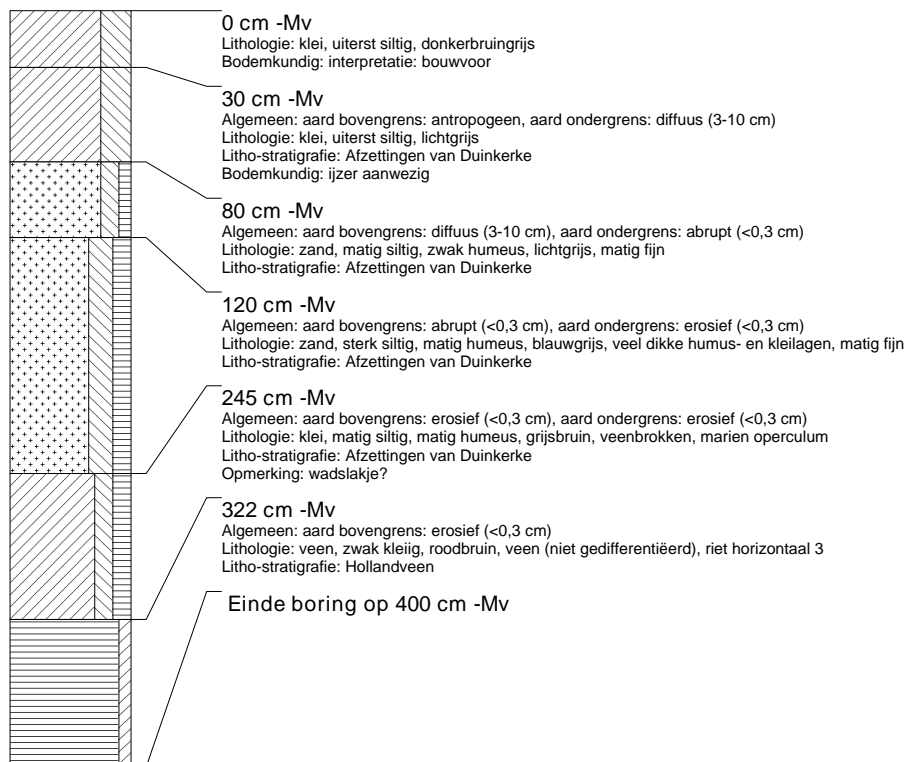 0 cm -Mv
Lithologie: klei, uiterst siltig, donkerbruingrijs
Bodemkundig: interpretatie: bouwvoor
30 cm -Mv
Algemeen: aard bovengrens: antropogeen, aard ondergrens: diffuus (3-10 cm)
Lithologie: klei, uiterst siltig, lichtgrijs
Litho-stratigrafie: Afzettingen van Duinkerke
Bodemkundig: ijzer aanwezig
80 cm -Mv
Algemeen: aard bovengrens: diffuus (3-10 cm), aard ondergrens: abrupt (<0,3 cm)
Lithologie: zand, matig siltig, zwak humeus, lichtgrijs, matig fijn
Litho-stratigrafie: Afzettingen van Duinkerke
120 cm -Mv
Algemeen: aard bovengrens: abrupt (<0,3 cm), aard ondergrens: erosief (<0,3 cm)
Lithologie: zand, sterk siltig, matig humeus, blauwgrijs, veel dikke humus- en kleilagen, matig fijn
Litho-stratigrafie: Afzettingen van Duinkerke
245 cm -Mv
Algemeen: aard bovengrens: erosief (<0,3 cm), aard ondergrens: erosief (<0,3 cm)
Lithologie: klei, matig siltig, matig humeus, grijsbruin, veenbrokken, marien operculum
Litho-stratigrafie: Afzettingen van Duinkerke
Opmerking: wadslakje?
322 cm -Mv
Algemeen: aard bovengrens: erosief (<0,3 cm)
Lithologie: veen, zwak kleiig, roodbruin, veen (niet gedifferentiëerd), riet horizontaal 3
Litho-stratigrafie: Hollandveen
Einde boring op 400 cm -Mv